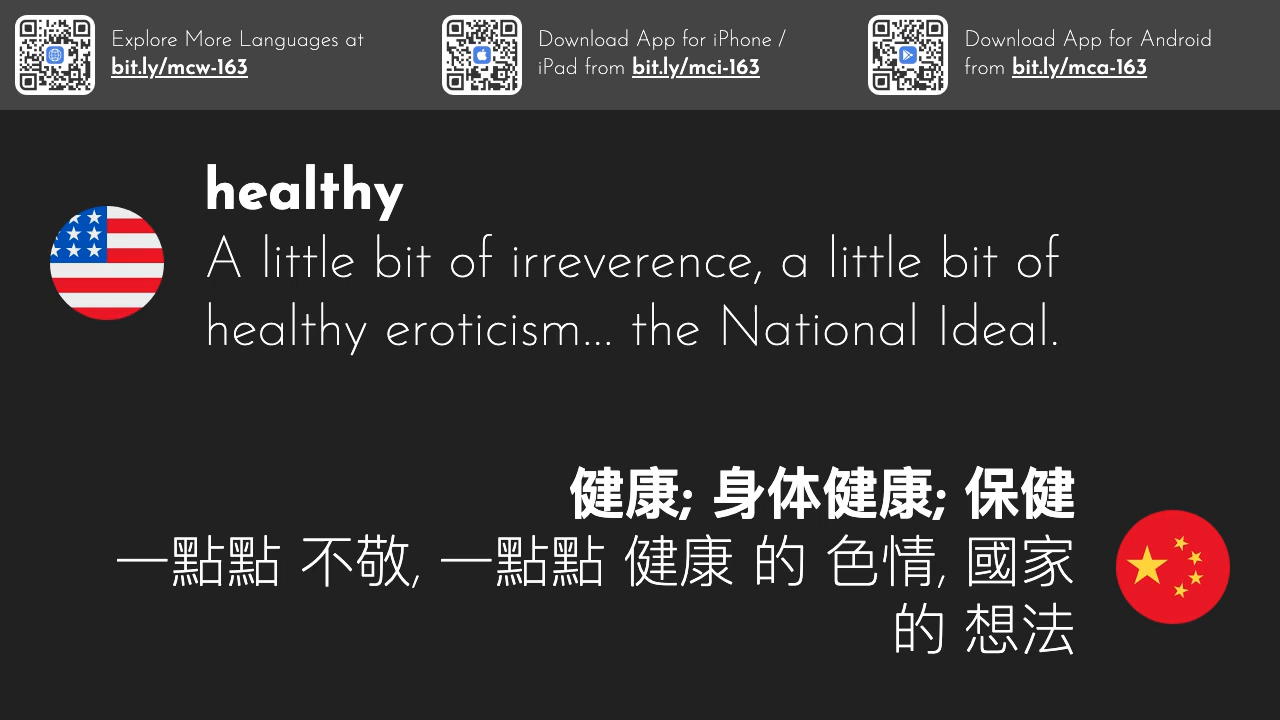 Explore More Languages at
bit.ly/mcw-163
Download App for iPhone /
iPad from bit.ly/mci-163
Download App for Android
from bit.ly/mca-163
healthy
A little bit of irreverence, a little bit of
healthy eroticism... the National Ideal.
健康; 身体健康; 保健
一點點 不敬, 一點點 健康 的 色情, 國家
的 想法